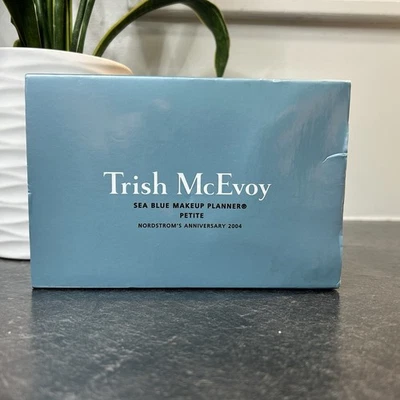 Trish McEvoy
SEA BLUE MAKEUP PLANNER®
PETITE
NORDSTROM'S ANNIVERSARY 2004